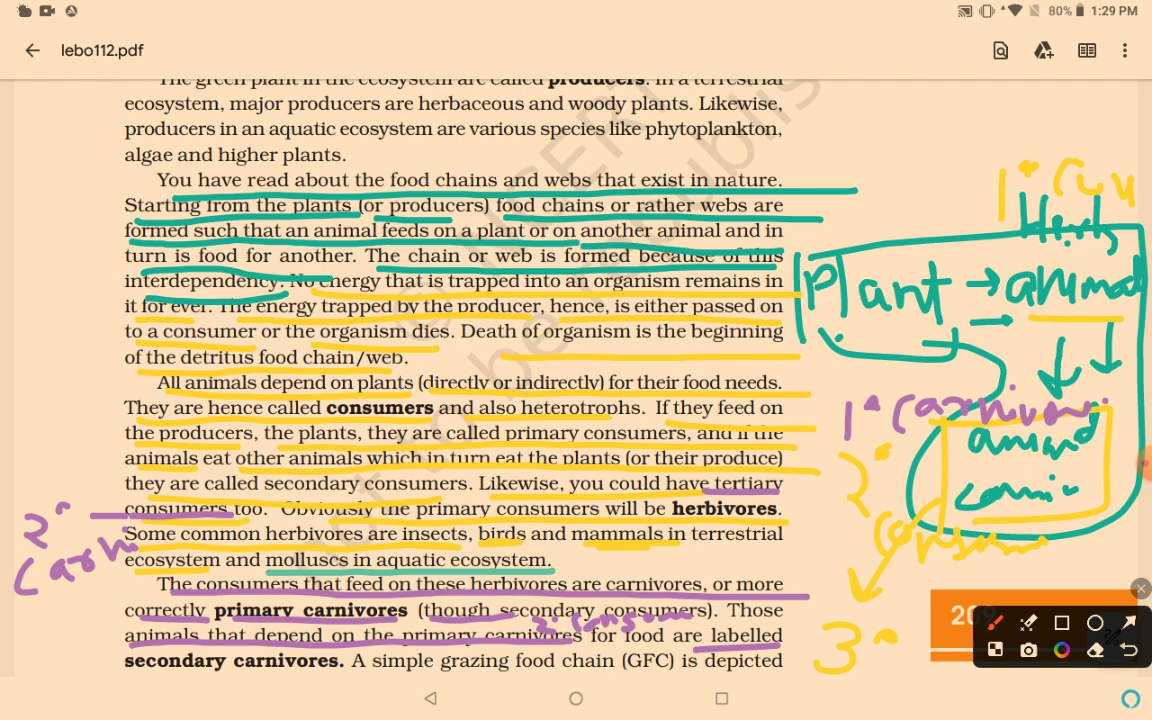 80% 1:29 PM
lebo112.pdf
The green plant in the ecosystem are called producers. In a terrestrial
ecosystem, major producers are herbaceous and woody plants. Likewise,
producers in an aquatic ecosystem are various species like phytoplankton,
algae and higher plants.
You have read about the food chains and webs that exist in nature.
Starting from the plants (or producers) food chains or rather webs are
formed such that an animal feeds on a plant or on another animal and in
turn is food for another. The chain or web is formed because of this
interdependency. No energy that is trapped into an organism remains in
it for ever. The energy trapped by the producer, hence, is either passed on
to a consumer or the organism dies. Death of organism is the beginning
of the detritus food chain/web.
All animals depend on plants (directly or indirectly) for their food needs.
They are hence called consumers and also heterotrophs. If they feed on
the producers, the plants, they are called primary consumers, and if the
animals eat other animals which in turn eat the plants (or their produce)
they are called secondary consumers. Likewise, you could have tertiary
consumers too. Obviously the primary consumers will be herbivores.
Some common herbivores are insects, birds and mammals in terrestrial
ecosystem and molluscs in aquatic ecosystem.
The consumers that feed on these herbivores are carnivores, or more
correctly primary carnivores (though secondary consumers). Those
animals that depend on the primary carnivores for food are labelled
secondary carnivores. A simple grazing food chain (GFC) is depicted
Plant → animal
1° Carnivor
animal
2°
3°
2°
Carni